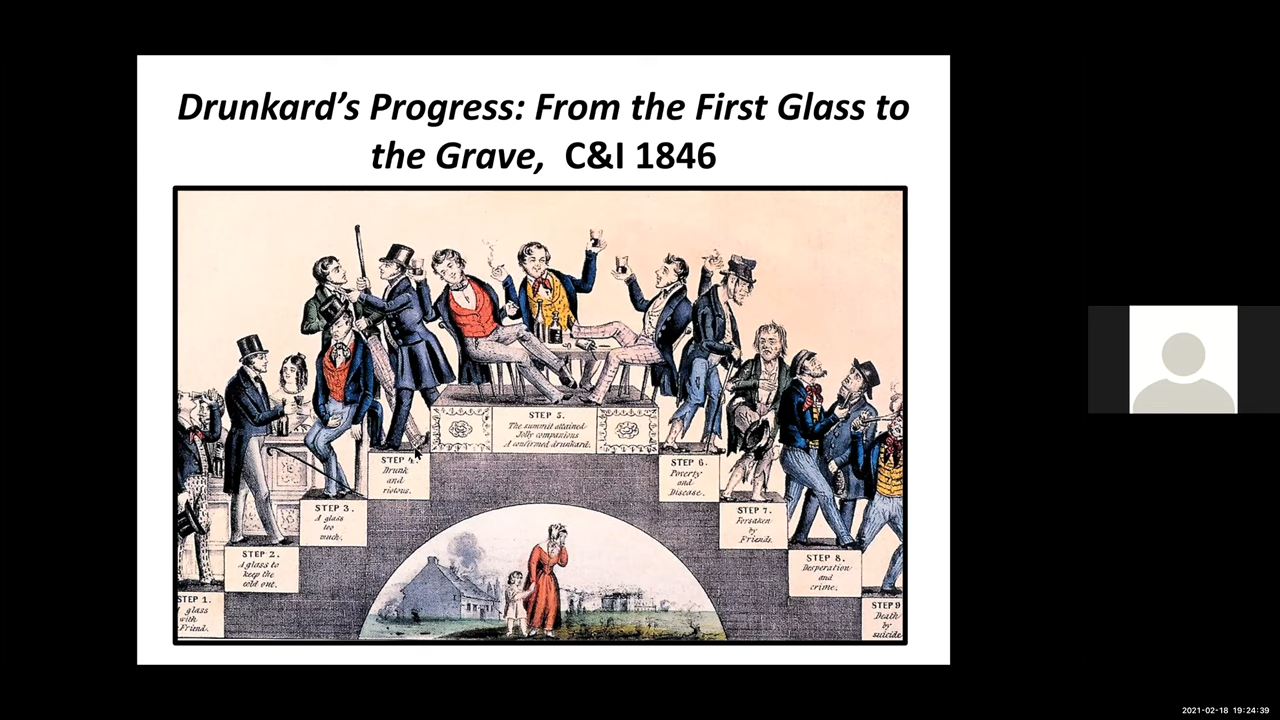 Drunkard's Progress: From the First Glass to
the Grave, C&I 1846
STEP 1.
glass
with
Friend.
STEP 2.
A glass to
keep the
cold out.
STEP 3.
A glass
too
much.
STEP 4.
Drunk
and
riotous.
STEP 5.
The summit attained
Jolly companions
A confirmed drunkard.
STEP 6.
Poverty
and
Disease.
STEP 7.
Forsaken
by
Friends.
STEP 8.
Desperation
and
crime.
STEP 9
Death
by
suicide
2021-02-18 19:24:39